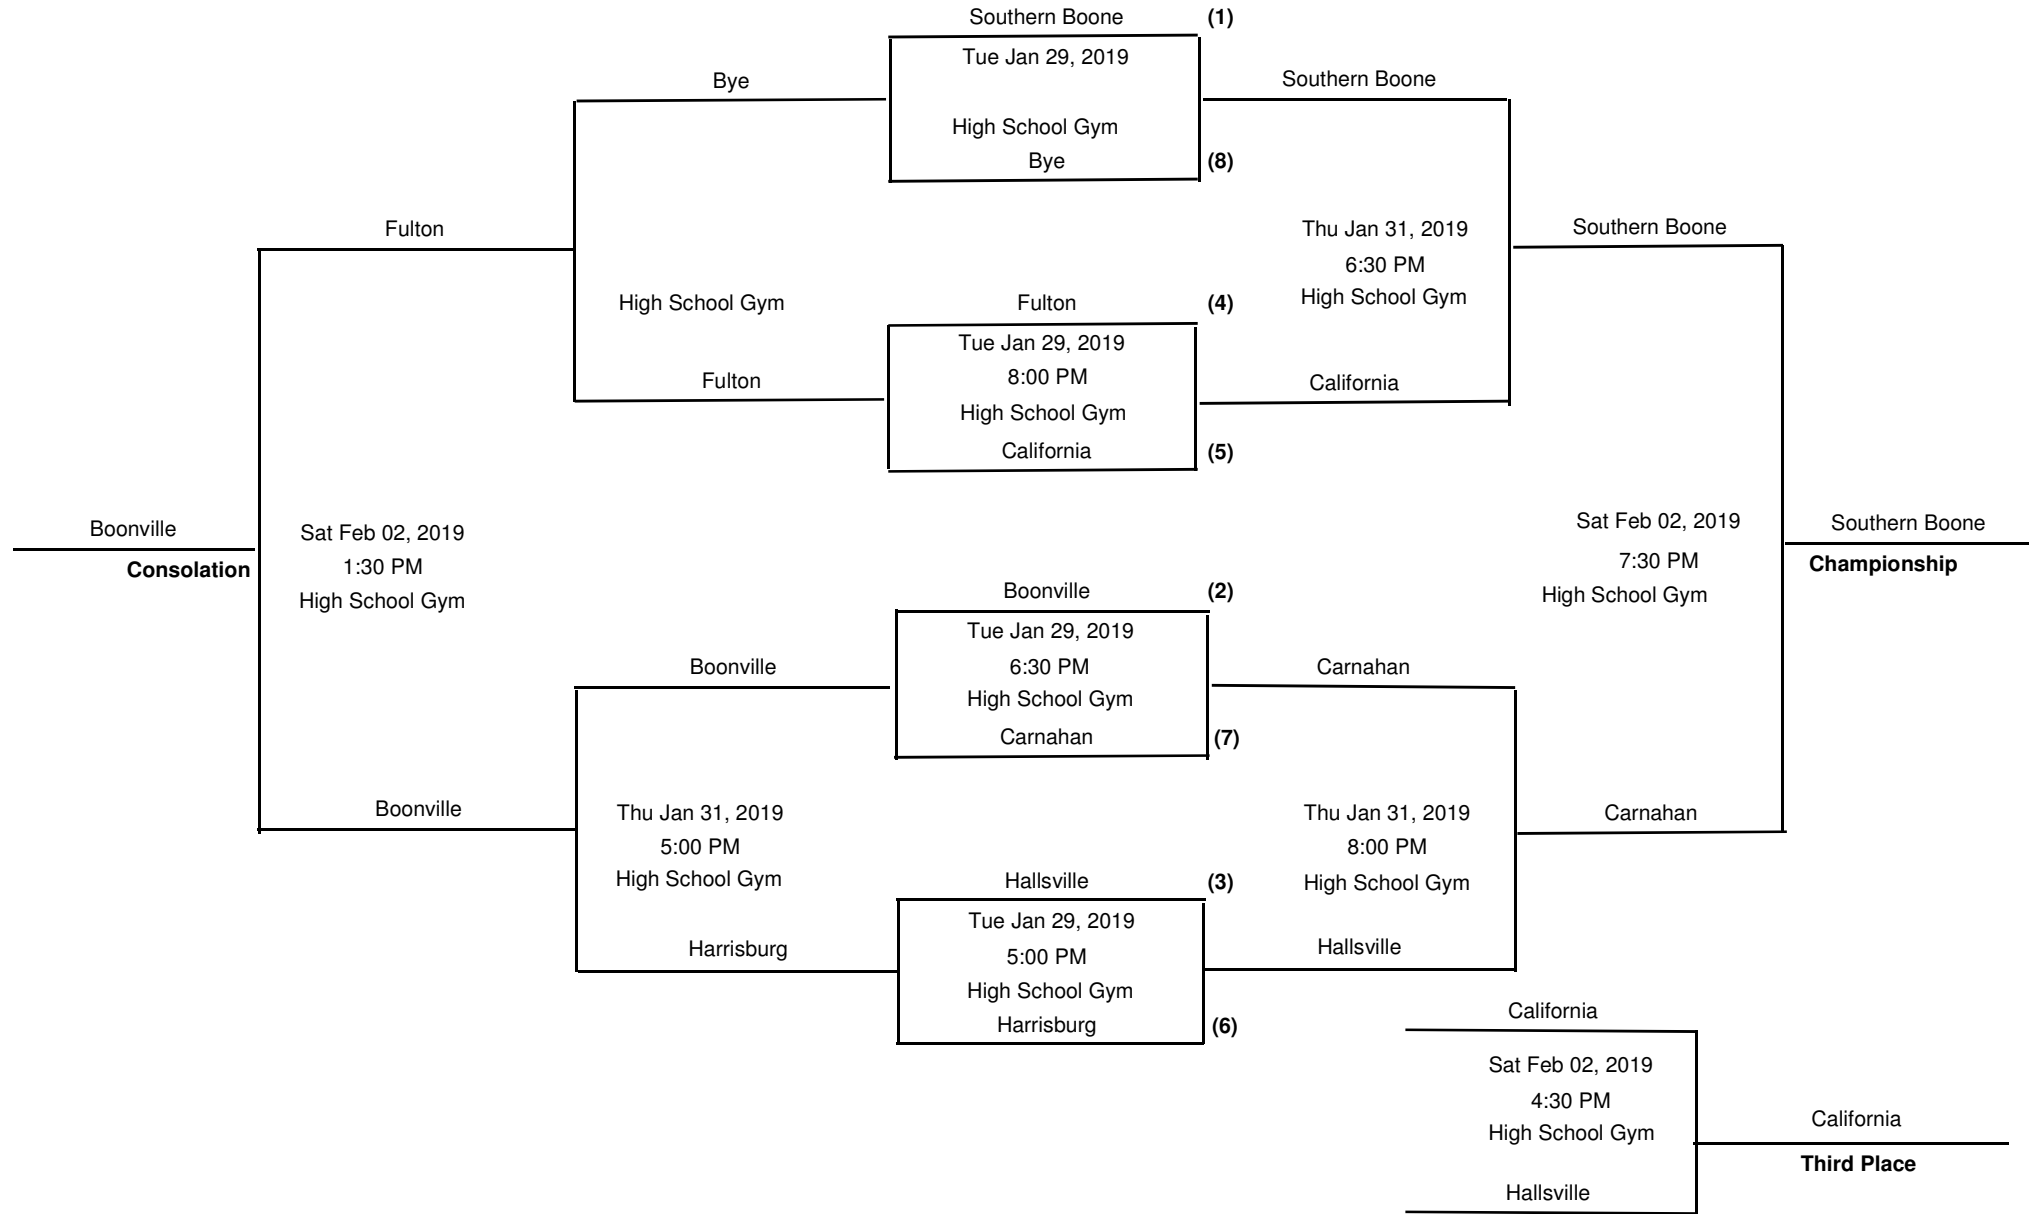 Southern Boone (1)
Tue Jan 29, 2019
Bye
Southern Boone
High School Gym
Bye (8)
Fulton
Thu Jan 31, 2019
Southern Boone
6:30 PM
High School Gym
High School Gym
Fulton (4)
Tue Jan 29, 2019
8:00 PM
Fulton
California
High School Gym
California (5)
Boonville
Consolation
Sat Feb 02, 2019
1:30 PM
High School Gym
Sat Feb 02, 2019
7:30 PM
High School Gym
Southern Boone
Championship
Boonville (2)
Tue Jan 29, 2019
6:30 PM
High School Gym
Carnahan (7)
Boonville
Carnahan
Boonville
Thu Jan 31, 2019
5:00 PM
High School Gym
Thu Jan 31, 2019
8:00 PM
High School Gym
Carnahan
Hallsville (3)
Tue Jan 29, 2019
5:00 PM
High School Gym
Harrisburg (6)
Harrisburg
Hallsville
California
Sat Feb 02, 2019
4:30 PM
High School Gym
Hallsville
California
Third Place